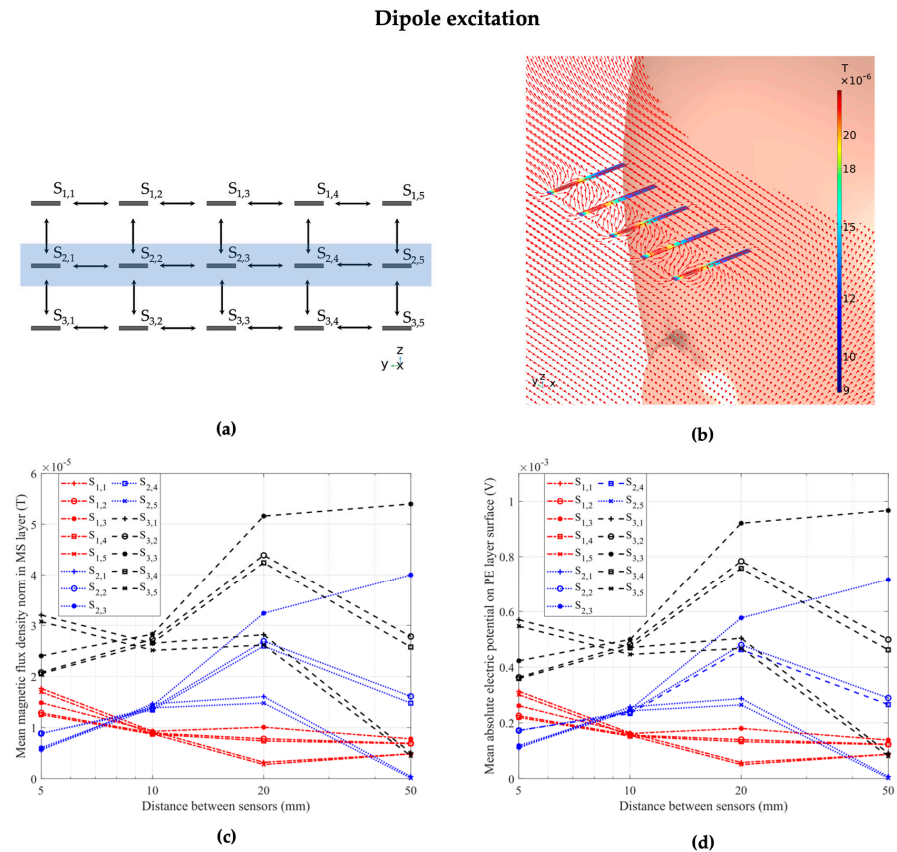 Dipole excitation
S1,1 S1,2 S1,3 S1,4 S1,5
S2,1 S2,2 S2,3 S2,4 S2,5
S3,1 S3,2 S3,3 S3,4 S3,5
z
y x
(a)
T
×10⁻⁶
20
18
15
12
10
9
y z x
(b)
×10⁻⁵
Mean magnetic flux density norm in MS layer (T)
6
5
4
3
2
1
0
S1,1 S2,4
S1,2 S2,5
S1,3 S3,1
S1,4 S3,2
S1,5 S3,3
S2,1 S3,4
S2,2 S3,5
S2,3
5 10 20 50
Distance between sensors (mm)
(c)
×10⁻³
Mean absolute electric potential on PE layer surface (V)
1
0.8
0.6
0.4
0.2
0
S1,1 S2,4
S1,2 S2,5
S1,3 S3,1
S1,4 S3,2
S1,5 S3,3
S2,1 S3,4
S2,2 S3,5
S2,3
5 10 20 50
Distance between sensors (mm)
(d)